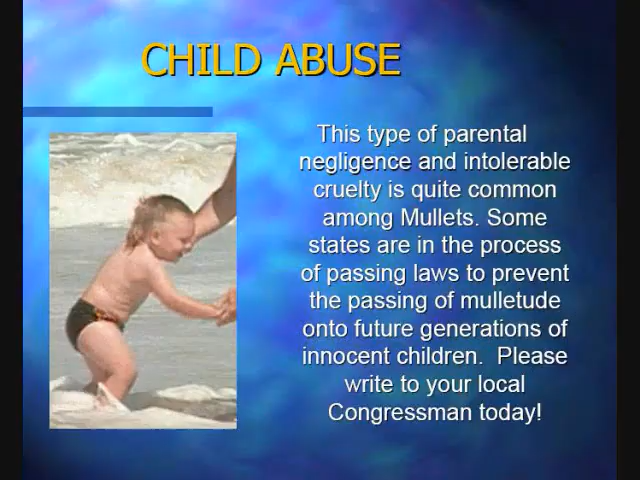 CHILD ABUSE
This type of parental
negligence and intolerable
cruelty is quite common
among Mullets. Some
states are in the process
of passing laws to prevent
the passing of mulletude
onto future generations of
innocent children.  Please
write to your local
Congressman today!